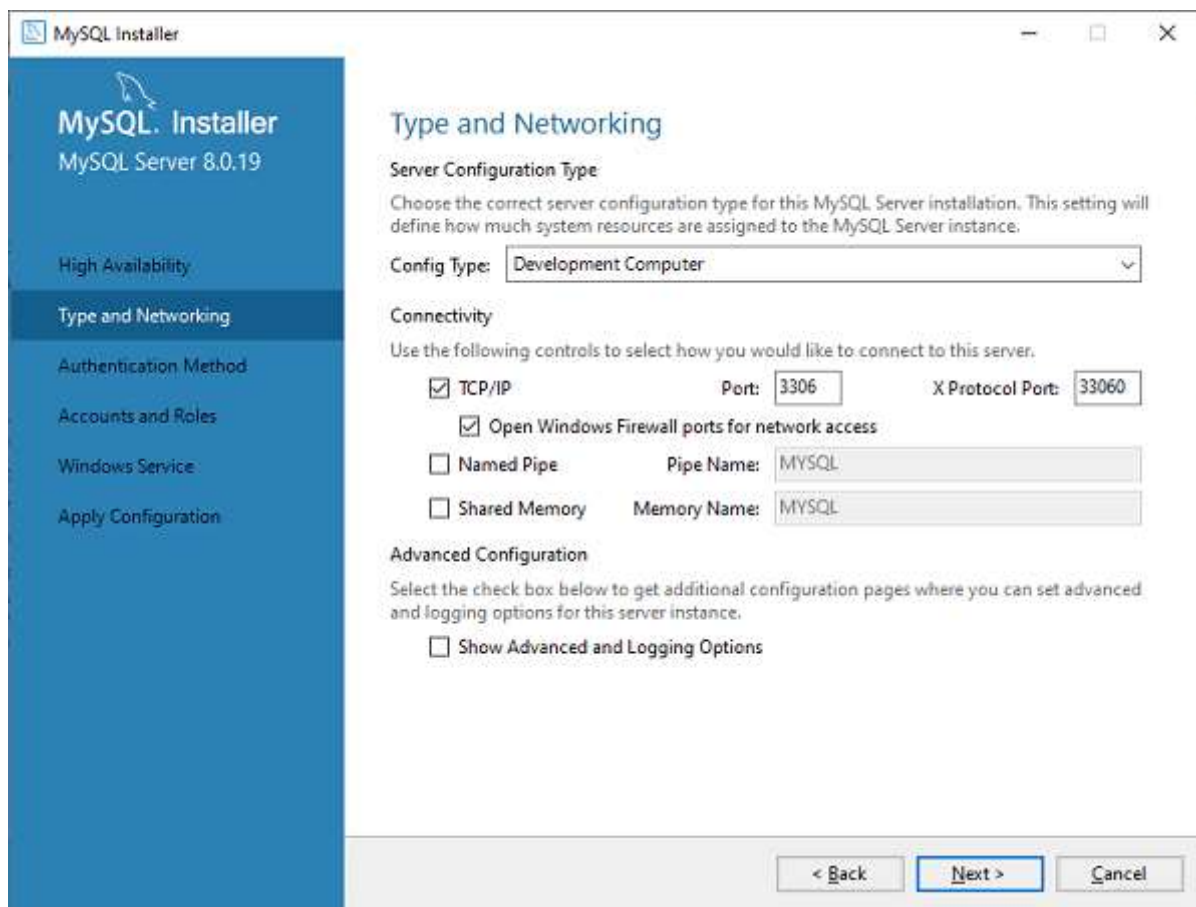 MySQL Installer
MySQL. Installer
MySQL Server 8.0.19
High Availability
Type and Networking
Authentication Method
Accounts and Roles
Windows Service
Apply Configuration
Type and Networking
Server Configuration Type
Choose the correct server configuration type for this MySQL Server installation. This setting will
define how much system resources are assigned to the MySQL Server instance.
Config Type: Development Computer
Connectivity
Use the following controls to select how you would like to connect to this server.
TCP/IP Port: 3306 X Protocol Port: 33060
Open Windows Firewall ports for network access
Named Pipe Pipe Name: MYSQL
Shared Memory Memory Name: MYSQL
Advanced Configuration
Select the check box below to get additional configuration pages where you can set advanced
and logging options for this server instance.
Show Advanced and Logging Options
< Back Next > Cancel